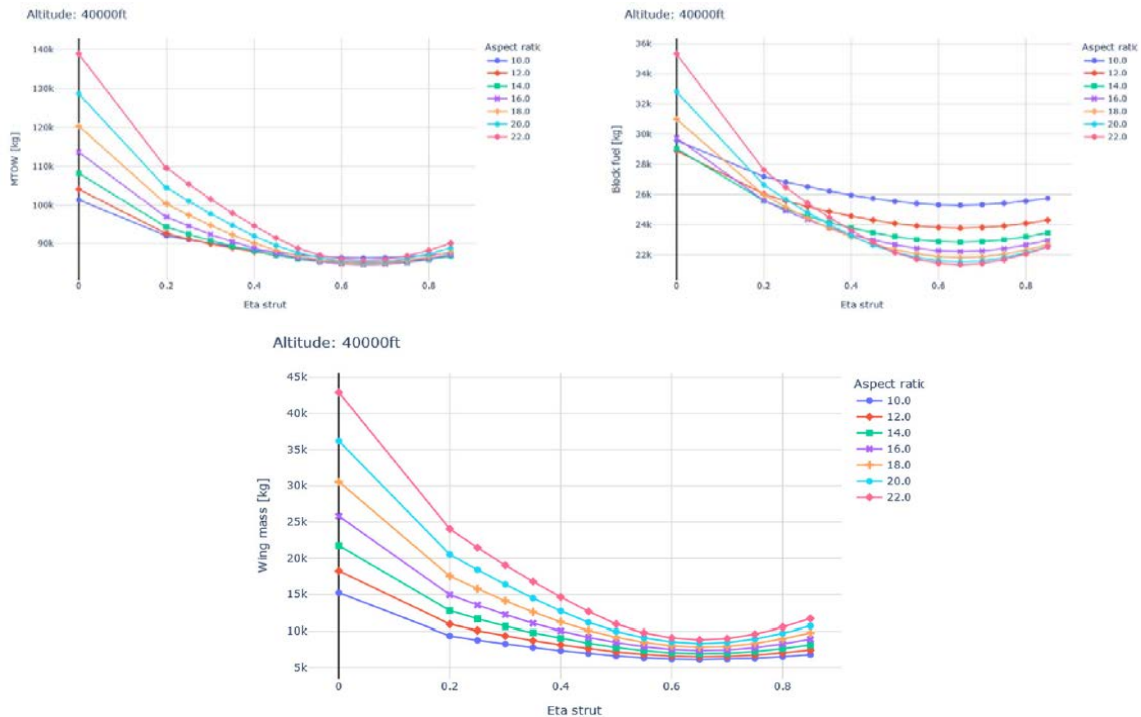 Altitude: 40000ft
140k
130k
120k
110k
100k
90k
MTOW [kg]
0
0.2
0.4
0.6
0.8
Eta strut
Aspect ratic
10.0
12.0
14.0
16.0
18.0
20.0
22.0
Altitude: 40000ft
36k
34k
32k
30k
28k
26k
24k
22k
Block fuel [kg]
0
0.2
0.4
0.6
0.8
Eta strut
Aspect ratic
10.0
12.0
14.0
16.0
18.0
20.0
22.0
Altitude: 40000ft
45k
40k
35k
30k
25k
20k
15k
10k
5k
Wing mass [kg]
0
0.2
0.4
0.6
0.8
Eta strut
Aspect ratic
10.0
12.0
14.0
16.0
18.0
20.0
22.0